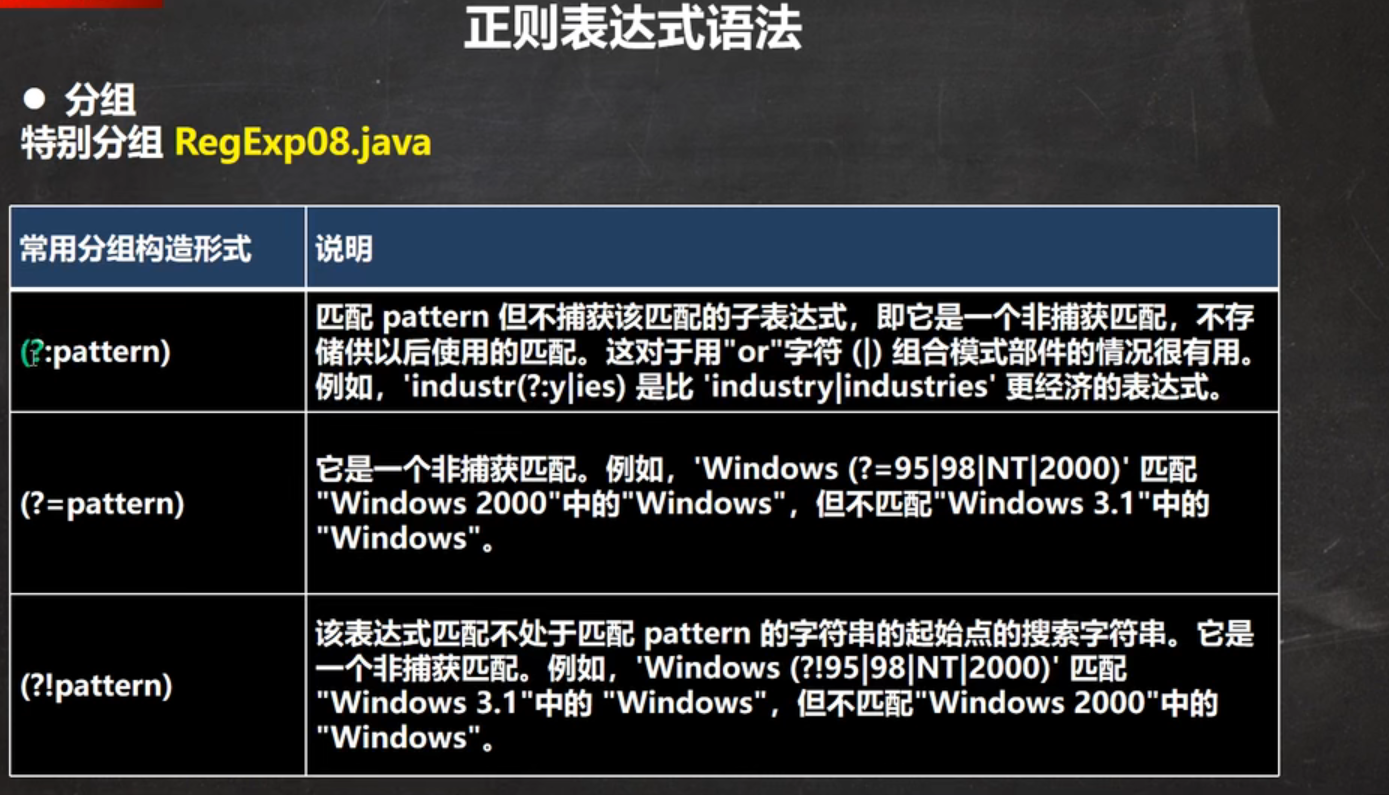 正则表达式语法
● 分组
特别分组 RegExp08.java
常用分组构造形式
说明
(?:pattern)
匹配 pattern 但不捕获该匹配的子表达式，即它是一个非捕获匹配，不存
储供以后使用的匹配。这对于用"or"字符 (|) 组合模式部件的情况很有用。
例如，'industr(?:y|ies) 是比 'industry|industries' 更经济的表达式。
(?=pattern)
它是一个非捕获匹配。例如，'Windows (?=95|98|NT|2000)' 匹配
"Windows 2000"中的"Windows"，但不匹配"Windows 3.1"中的
"Windows"。
(?!pattern)
该表达式匹配不处于匹配 pattern 的字符串的起始点的搜索字符串。它是
一个非捕获匹配。例如，'Windows (?!95|98|NT|2000)' 匹配
"Windows 3.1"中的 "Windows"，但不匹配"Windows 2000"中的
"Windows"。